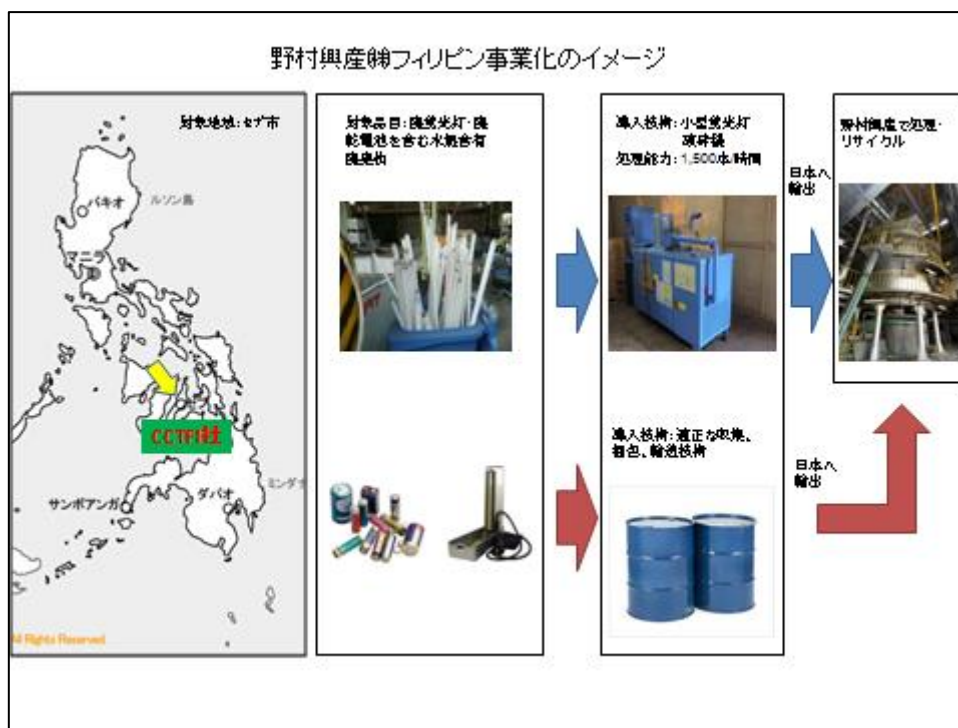 野村興産㈱フィリピン事業化のイメージ
対象地域：セブ市
バギオ
ルソン島
マニラ
CCTFI社
サンボアンガ
ダバオ
ミンダナ
All Rights Reserved
対象品目：廃蛍光灯・廃
乾電池を含む水銀含有
廃棄物
導入技術：小型蛍光灯
破砕機
処理能力：1,500本/時間
日本へ
輸出
野村興産で処理・
リサイクル
導入技術：適正な収集、
梱包、輸送技術
日本へ
輸出